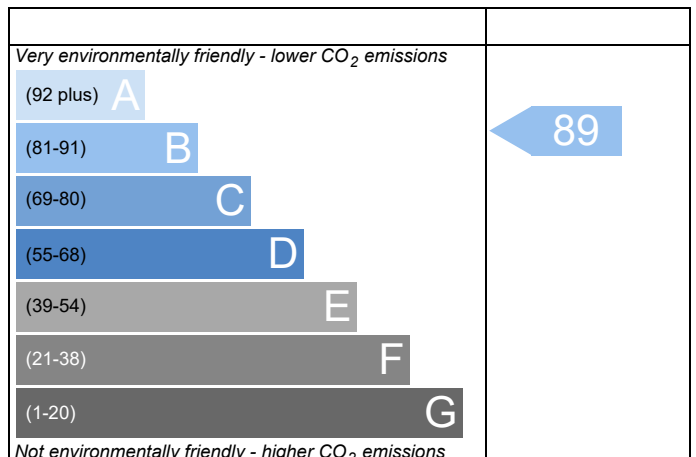 Very environmentally friendly - lower CO2 emissions
(92 plus) A
(81-91) B
89
(69-80) C
(55-68) D
(39-54) E
(21-38) F
(1-20) G
Not environmentally friendly - higher CO2 emissions